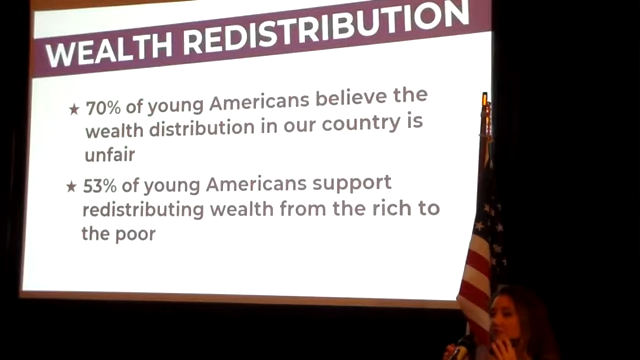 WEALTH REDISTRIBUTION
★ 70% of young Americans believe the
wealth distribution in our country is
unfair
★ 53% of young Americans support
redistributing wealth from the rich to
the poor